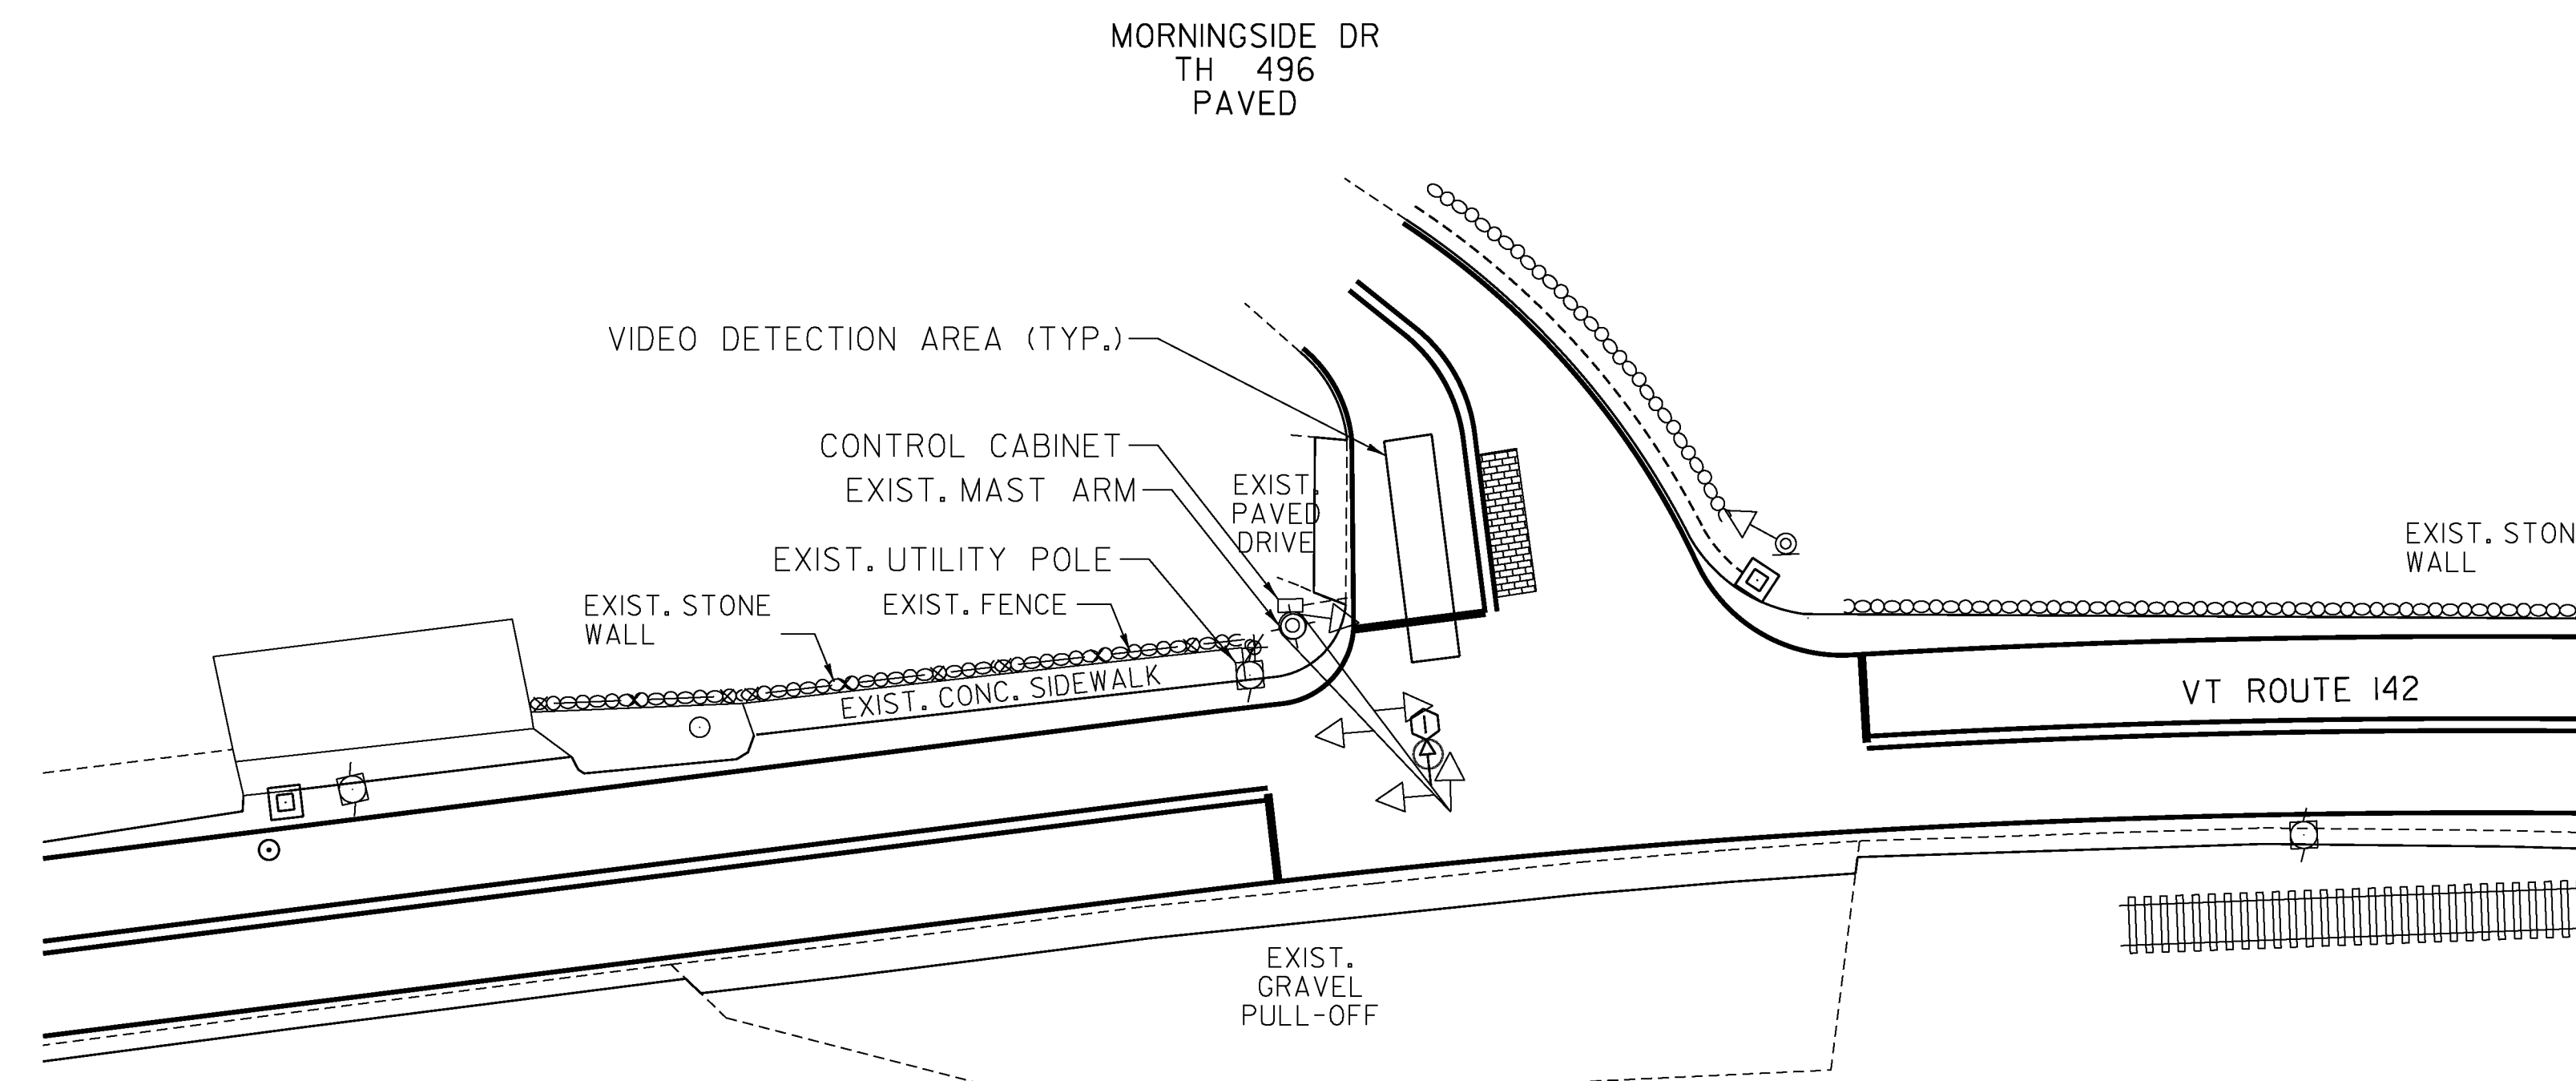 MORNINGSIDE DR
TH 496
PAVED
VIDEO DETECTION AREA (TYP.)
CONTROL CABINET
EXIST. MAST ARM
EXIST.
PAVED
DRIVE
EXIST. UTILITY POLE
EXIST. STONE
WALL
EXIST. FENCE
EXIST. CONC. SIDEWALK
EXIST. STON
WALL
VT ROUTE 142
EXIST.
GRAVEL
PULL-OFF